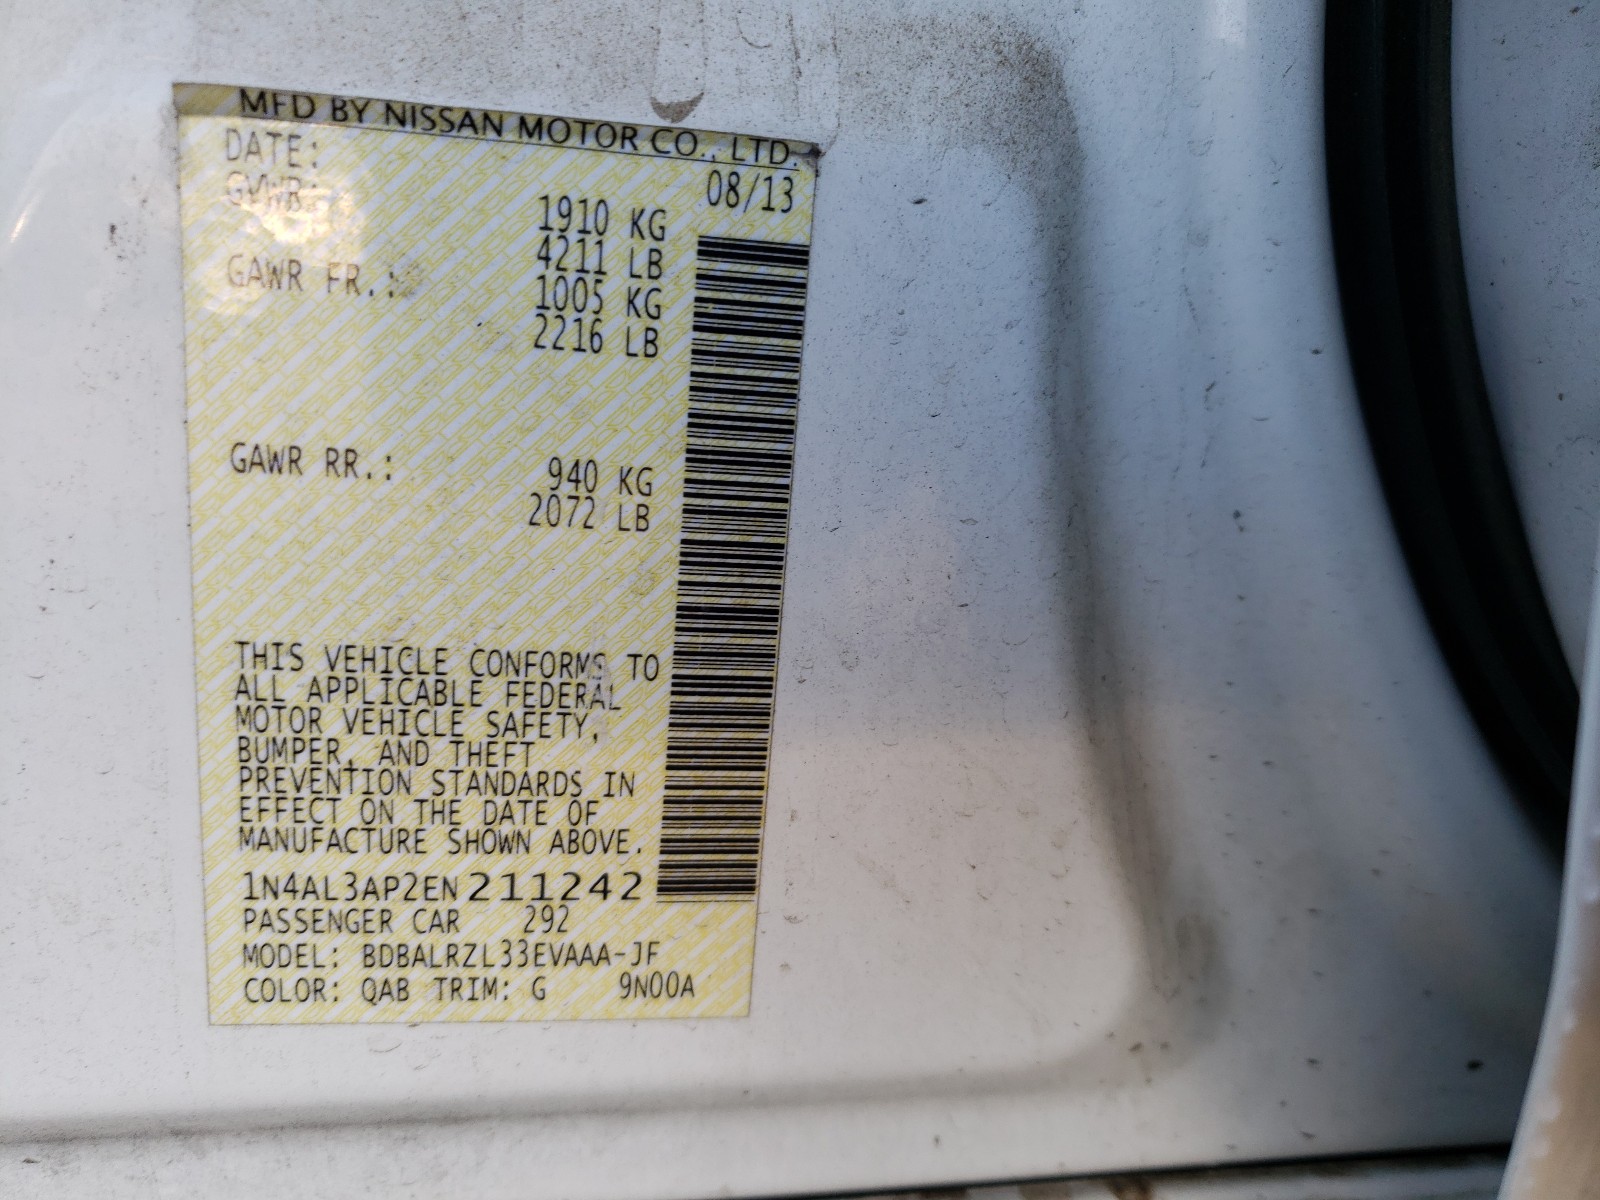 MFD BY NISSAN MOTOR CO., LTD.
DATE: 08/13
GVWR: 1910 KG
4211 LB
GAWR FR.: 1005 KG
2216 LB
GAWR RR.: 940 KG
2072 LB
THIS VEHICLE CONFORMS TO
ALL APPLICABLE FEDERAL
MOTOR VEHICLE SAFETY,
BUMPER, AND THEFT
PREVENTION STANDARDS IN
EFFECT ON THE DATE OF
MANUFACTURE SHOWN ABOVE.
1N4AL3AP2EN211242
PASSENGER CAR 292
MODEL: BDBALRZL33EVAAA-JF
COLOR: QAB TRIM: G 9N00A